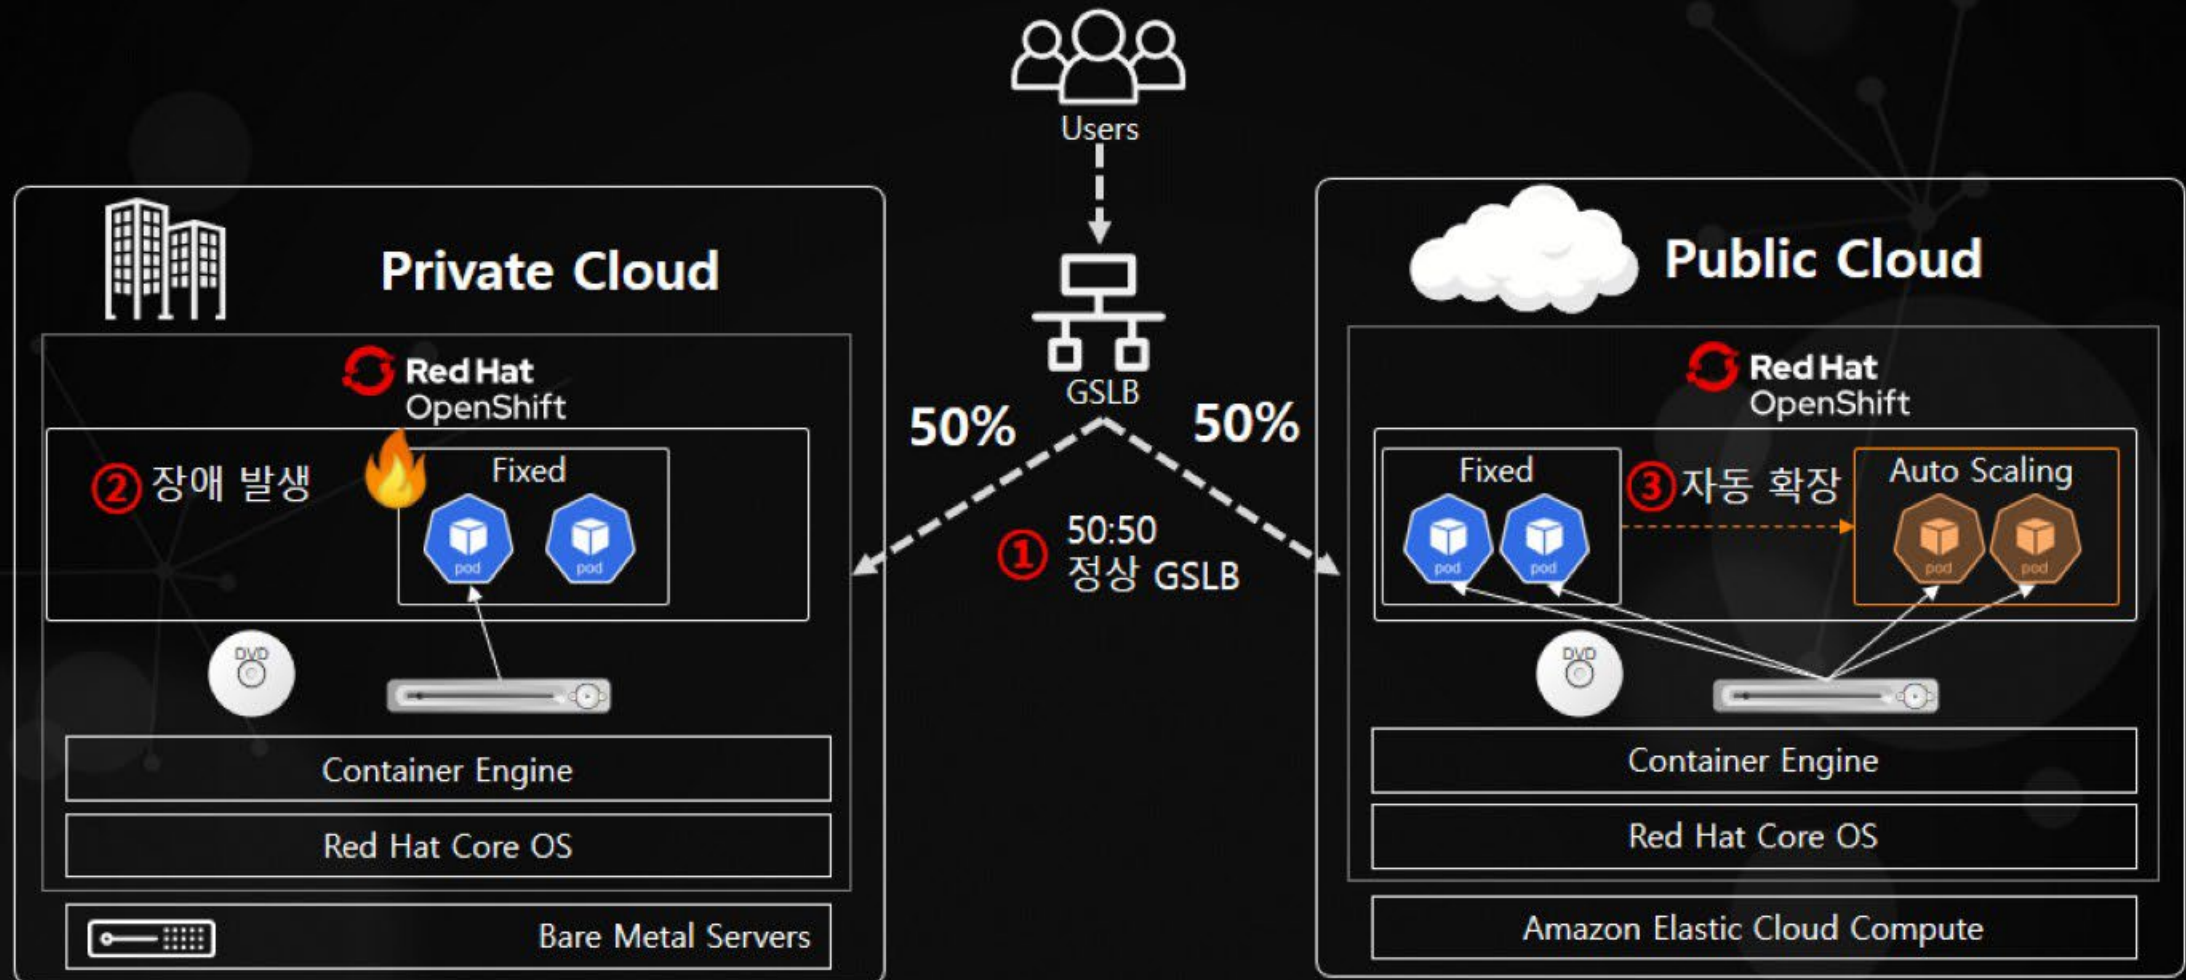 Users
GSLB
50%
50%
①
50:50
정상 GSLB
Private Cloud
Red Hat
OpenShift
② 장애 발생
Fixed
pod
pod
DVD
Container Engine
Red Hat Core OS
Bare Metal Servers
Public Cloud
Red Hat
OpenShift
Fixed
③ 자동 확장
Auto Scaling
pod
pod
pod
pod
DVD
Container Engine
Red Hat Core OS
Amazon Elastic Cloud Compute